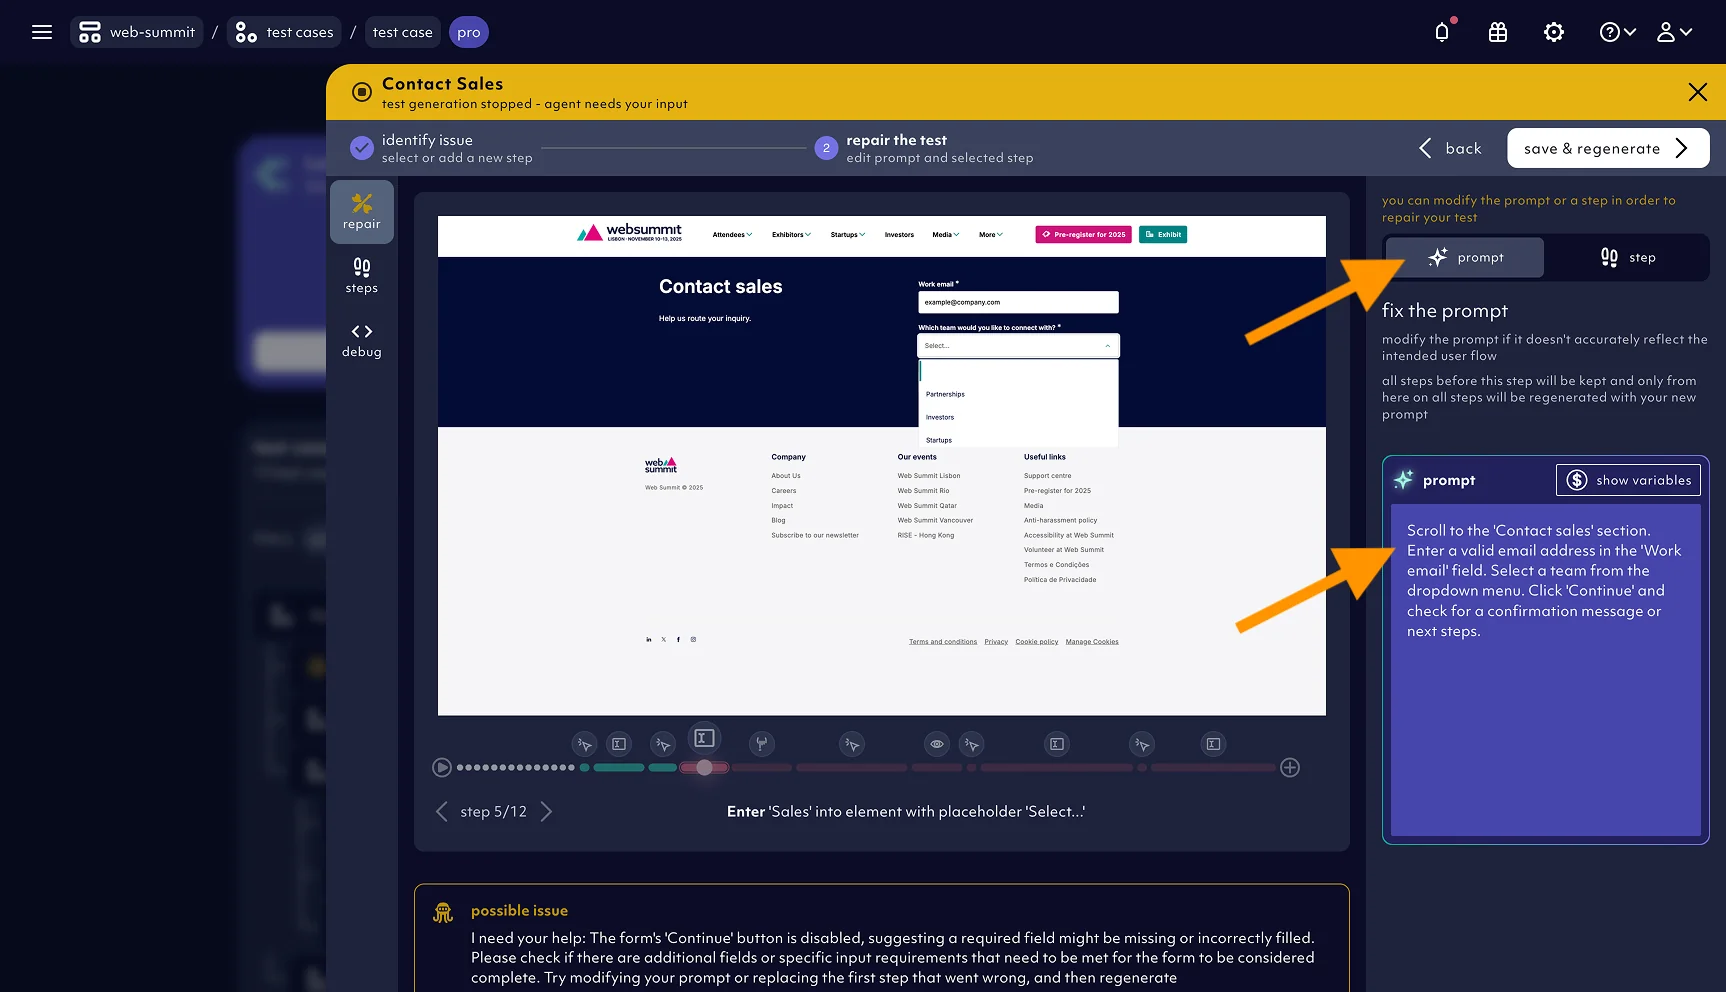 web-summit / test cases / test case pro
Contact Sales
test generation stopped - agent needs your input
identify issue
select or add a new step
2
repair the test
edit prompt and selected step
back
save & regenerate
repair
steps
debug
websummit
LISBON · NOVEMBER 10-13, 2025
Attendees Exhibitors Startups Investors Media More Pre-register for 2025 Exhibit
Contact sales
Help us route your inquiry.
Work email *
example@company.com
Which team would you like to connect with? *
Select...
Partnerships
Investors
Startups
web summit
Web Summit © 2025
Company
About Us
Careers
Impact
Blog
Subscribe to our newsletter
Our events
Web Summit Lisbon
Web Summit Rio
Web Summit Qatar
Web Summit Vancouver
RISE - Hong Kong
Useful links
Support centre
Pre-register for 2025
Media
Anti-harassment policy
Accessibility at Web Summit
Volunteer at Web Summit
Termos e Condições
Política de Privacidade
Terms and conditions Privacy Cookie policy Manage Cookies
step 5/12
Enter 'Sales' into element with placeholder 'Select...'
possible issue
I need your help: The form's 'Continue' button is disabled, suggesting a required field might be missing or incorrectly filled.
Please check if there are additional fields or specific input requirements that need to be met for the form to be considered
complete. Try modifying your prompt or replacing the first step that went wrong, and then regenerate
you can modify the prompt or a step in order to
repair your test
prompt
step
fix the prompt
modify the prompt if it doesn't accurately reflect the
intended user flow
all steps before this step will be kept and only from
here on all steps will be regenerated with your new
prompt
prompt
$ show variables
Scroll to the 'Contact sales' section.
Enter a valid email address in the 'Work
email' field. Select a team from the
dropdown menu. Click 'Continue' and
check for a confirmation message or
next steps.